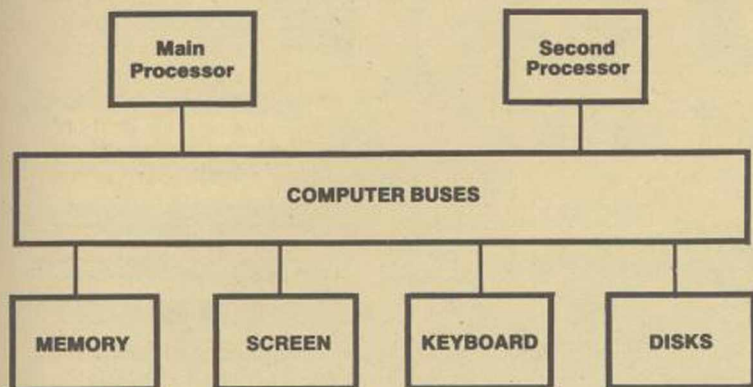 Main
Processor
Second
Processor
COMPUTER BUSES
MEMORY
SCREEN
KEYBOARD
DISKS